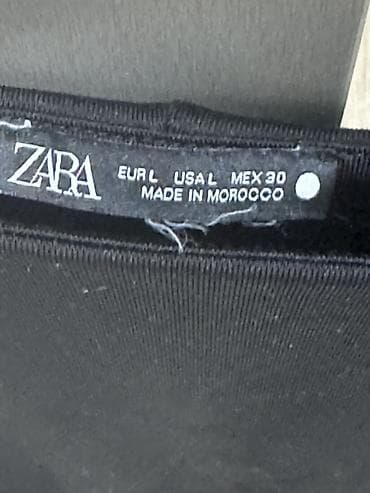 ZARA
EUR L USA L MEX 30
MADE IN MOROCCO